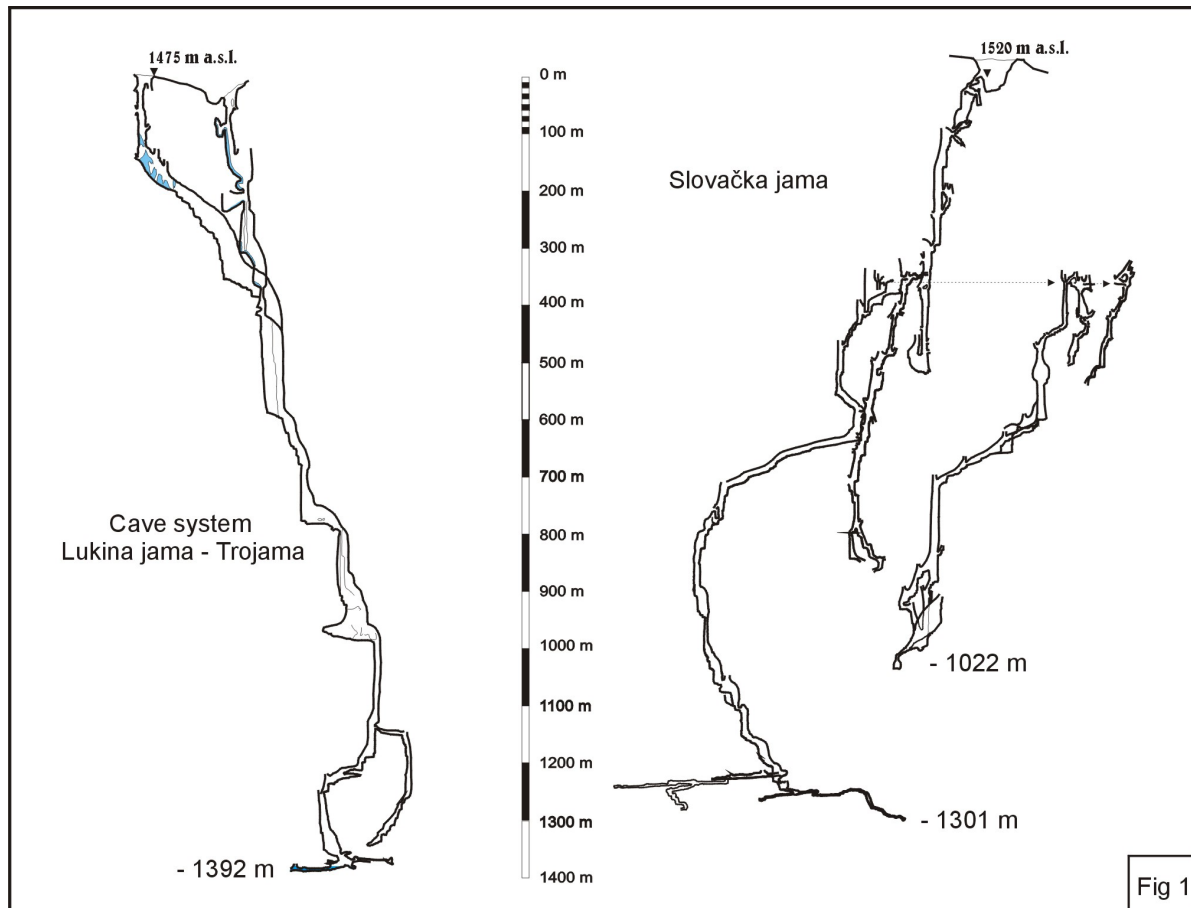 1475 m a.s.l.
1520 m a.s.l.
0 m
100 m
200 m
300 m
400 m
500 m
600 m
700 m
800 m
900 m
1000 m
1100 m
1200 m
1300 m
1400 m
Cave system
Lukina jama - Trojama
- 1392 m
Slovačka jama
- 1022 m
- 1301 m
Fig 1